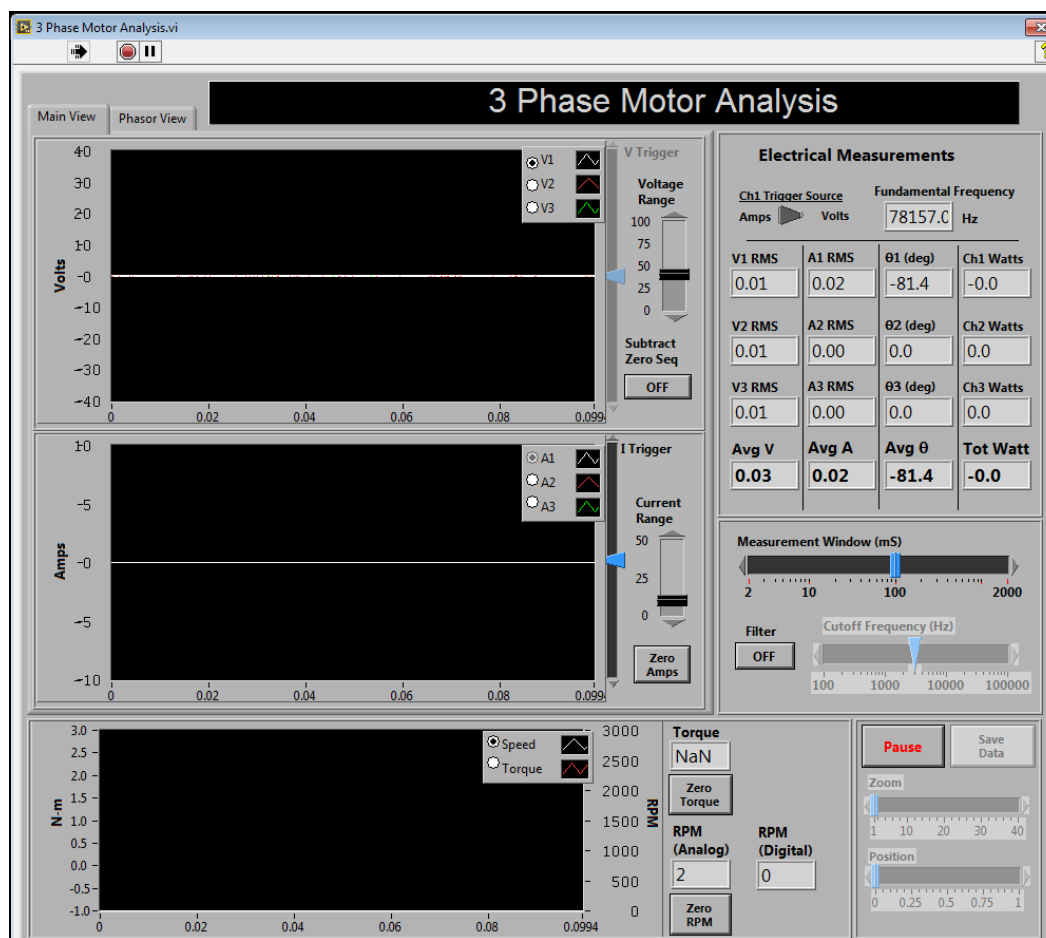 3 Phase Motor Analysis.vi
3 Phase Motor Analysis
Main View Phasor View
40
30
20
10
-0
-10
-20
-30
-40
Volts
0 0.02 0.04 0.06 0.08 0.0994
V1
V2
V3
V Trigger
Voltage
Range
100
75
50
25
0
Subtract
Zero Seq
OFF
10
-5
-0
-5
-10
Amps
0 0.02 0.04 0.06 0.08 0.0994
A1
A2
A3
I Trigger
Current
Range
50
25
0
Zero
Amps
Electrical Measurements
Ch1 Trigger Source
Amps Volts
Fundamental Frequency
78157.0 Hz
V1 RMS A1 RMS θ1 (deg) Ch1 Watts
0.01 0.02 -81.4 -0.0
V2 RMS A2 RMS θ2 (deg) Ch2 Watts
0.01 0.00 0.0 0.0
V3 RMS A3 RMS θ3 (deg) Ch3 Watts
0.01 0.00 0.0 0.0
Avg V Avg A Avg θ Tot Watt
0.03 0.02 -81.4 -0.0
Measurement Window (mS)
2 10 100 2000
Filter
OFF
Cutoff Frequency (Hz)
100 1000 10000 100000
3.0
2.5
2.0
1.5
1.0
0.5
0.0
-0.5
-1.0
N-m
0 0.02 0.04 0.06 0.08 0.0994
Speed
Torque
3000
2500
2000
1500
1000
500
0
RPM
Torque
NaN
Zero
Torque
RPM
(Analog)
2
Zero
RPM
RPM
(Digital)
0
Pause
Save
Data
Zoom
1 10 20 30 40
Position
0 0.25 0.5 0.75 1